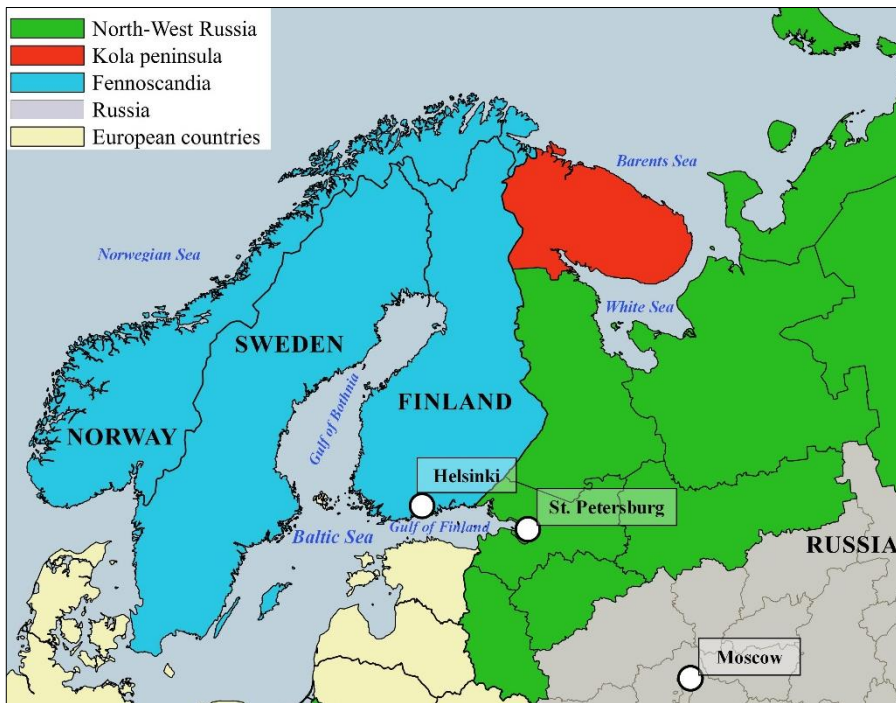 North-West Russia
Kola peninsula
Fennoscandia
Russia
European countries
Barents Sea
Norwegian Sea
White Sea
SWEDEN
Gulf of Bothnia
FINLAND
NORWAY
Helsinki
St. Petersburg
Gulf of Finland
Baltic Sea
RUSSIA
Moscow